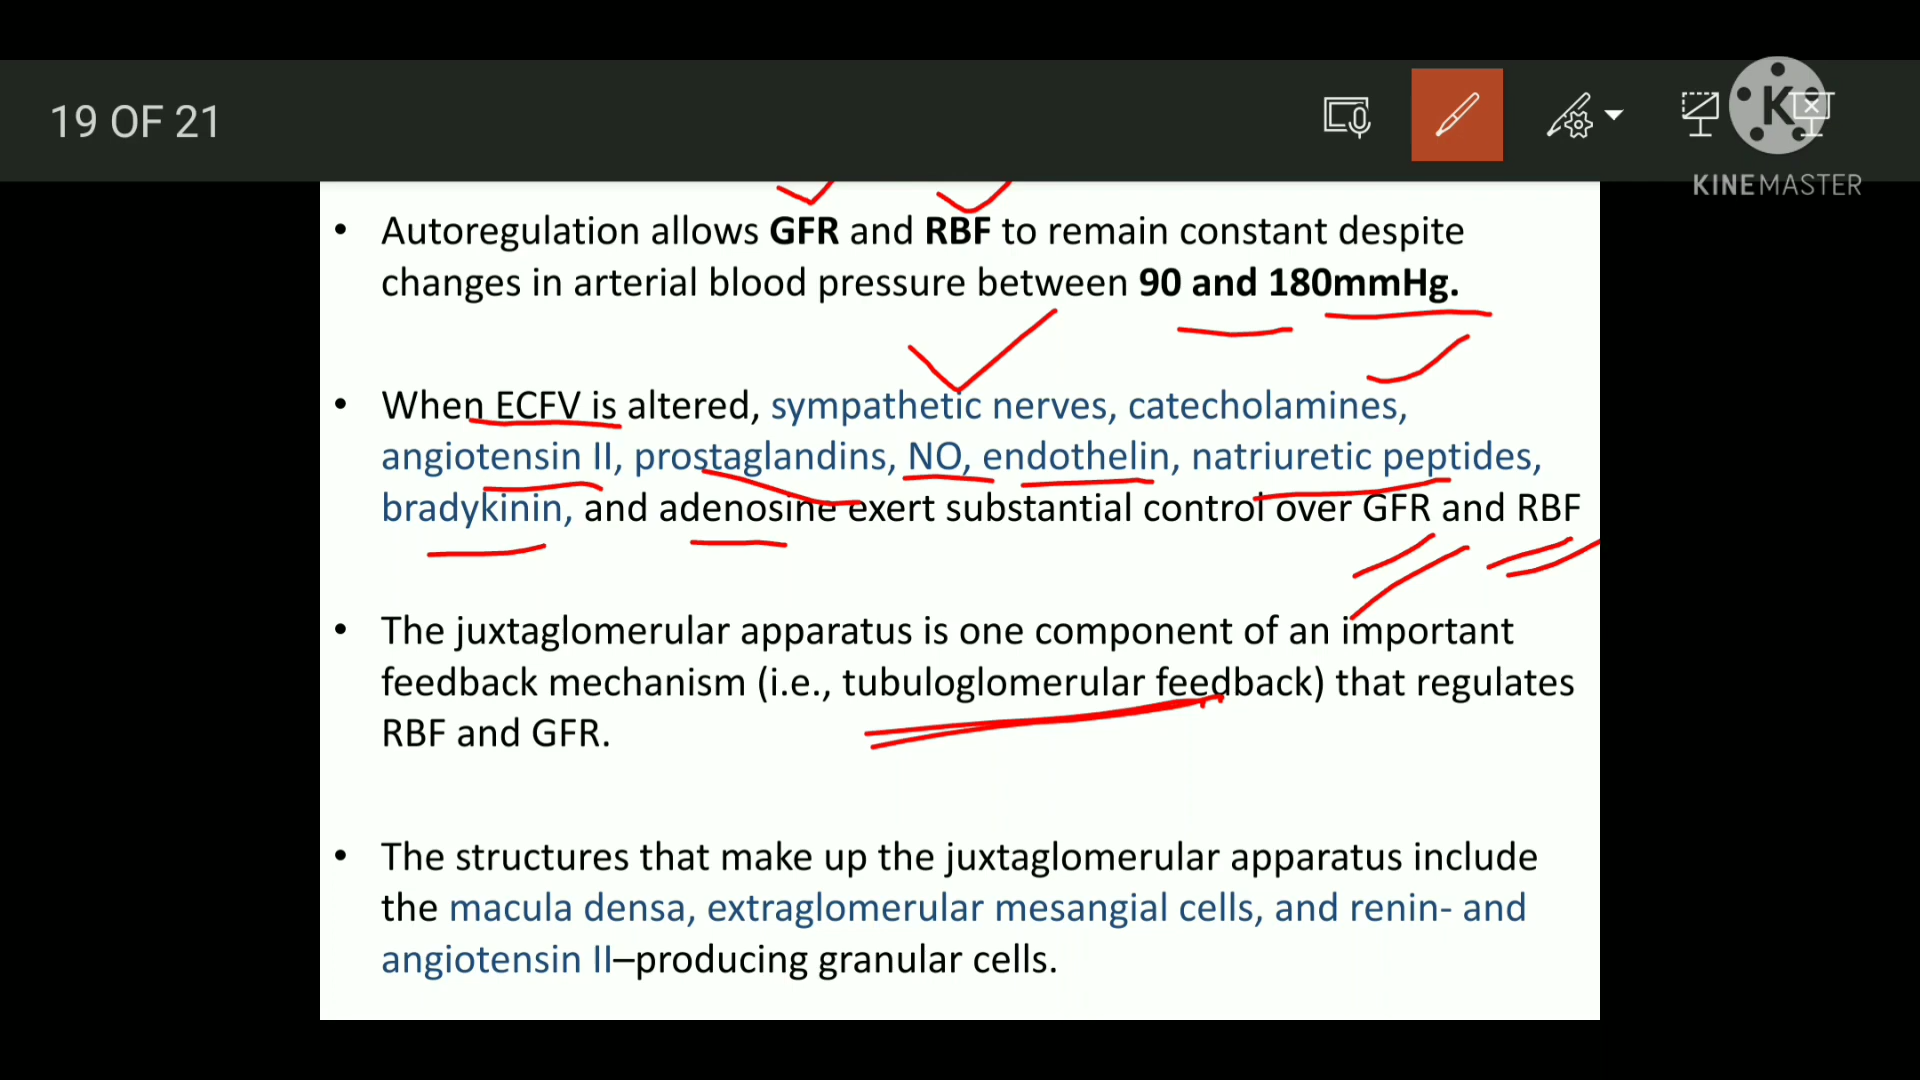 19 OF 21
KINEMASTER
• Autoregulation allows GFR and RBF to remain constant despite
changes in arterial blood pressure between 90 and 180mmHg.
• When ECFV is altered, sympathetic nerves, catecholamines,
angiotensin II, prostaglandins, NO, endothelin, natriuretic peptides,
bradykinin, and adenosine exert substantial control over GFR and RBF
• The juxtaglomerular apparatus is one component of an important
feedback mechanism (i.e., tubuloglomerular feedback) that regulates
RBF and GFR.
• The structures that make up the juxtaglomerular apparatus include
the macula densa, extraglomerular mesangial cells, and renin- and
angiotensin II–producing granular cells.